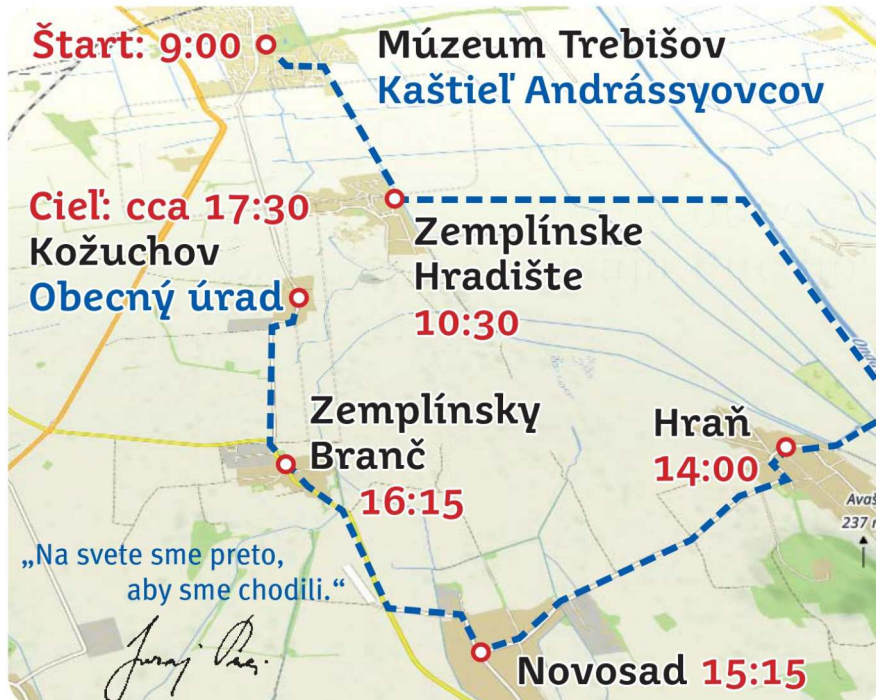 Štart: 9:00
Múzeum Trebišov
Kaštieľ Andrássyovcov
Cieľ: cca 17:30
Kožuchov
Obecný úrad
Zemplínske
Hradište
10:30
Zemplínsky
Branč
16:15
Hraň
14:00
237
„Na svete sme preto,
aby sme chodili.“
Novosad 15:15